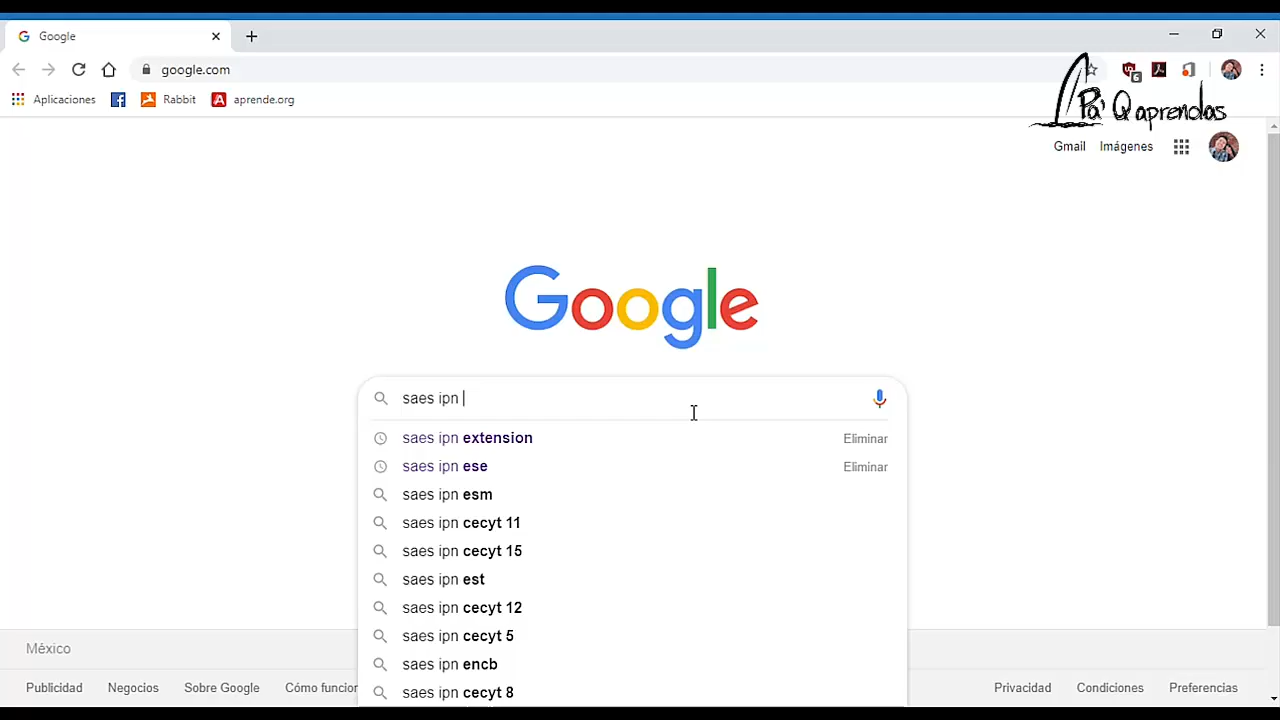 Google
google.com
Aplicaciones Rabbit aprende.org
Pa' Q aprendas
Gmail Imágenes
Google
saes ipn
saes ipn extension Eliminar
saes ipn ese Eliminar
saes ipn esm
saes ipn cecyt 11
saes ipn cecyt 15
saes ipn est
saes ipn cecyt 12
saes ipn cecyt 5
saes ipn encb
saes ipn cecyt 8
México
Publicidad Negocios Sobre Google Cómo funcior Privacidad Condiciones Preferencias